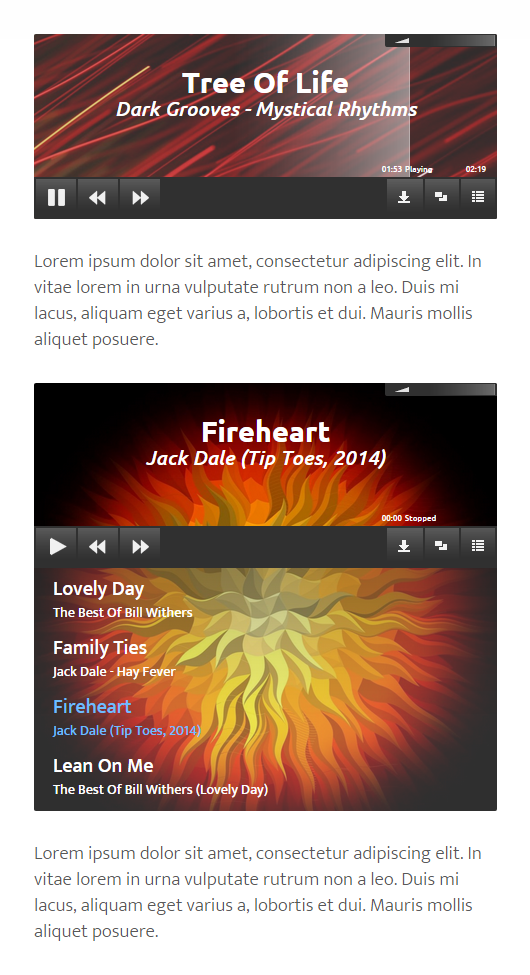 Tree Of Life
Dark Grooves - Mystical Rhythms
01:53 Playing 02:19
Lorem ipsum dolor sit amet, consectetur adipiscing elit. In
vitae lorem in urna vulputate rutrum non a leo. Duis mi
lacus, aliquam eget varius a, lobortis et dui. Mauris mollis
aliquet posuere.
Fireheart
Jack Dale (Tip Toes, 2014)
00:00 Stopped
Lovely Day
The Best Of Bill Withers
Family Ties
Jack Dale - Hay Fever
Fireheart
Jack Dale (Tip Toes, 2014)
Lean On Me
The Best Of Bill Withers (Lovely Day)
Lorem ipsum dolor sit amet, consectetur adipiscing elit. In
vitae lorem in urna vulputate rutrum non a leo. Duis mi
lacus, aliquam eget varius a, lobortis et dui. Mauris mollis
aliquet posuere.